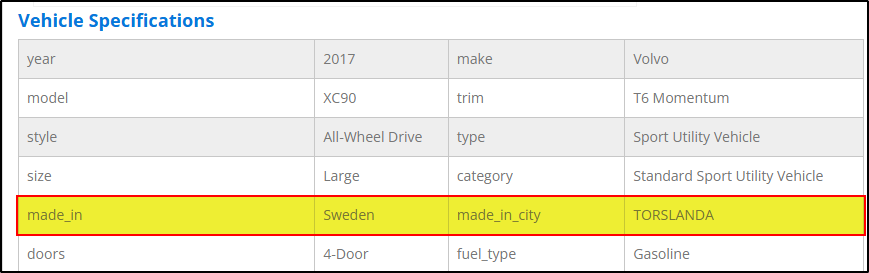 Vehicle Specifications
year 2017 make Volvo
model XC90 trim T6 Momentum
style All-Wheel Drive type Sport Utility Vehicle
size Large category Standard Sport Utility Vehicle
made_in Sweden made_in_city TORSLANDA
doors 4-Door fuel_type Gasoline